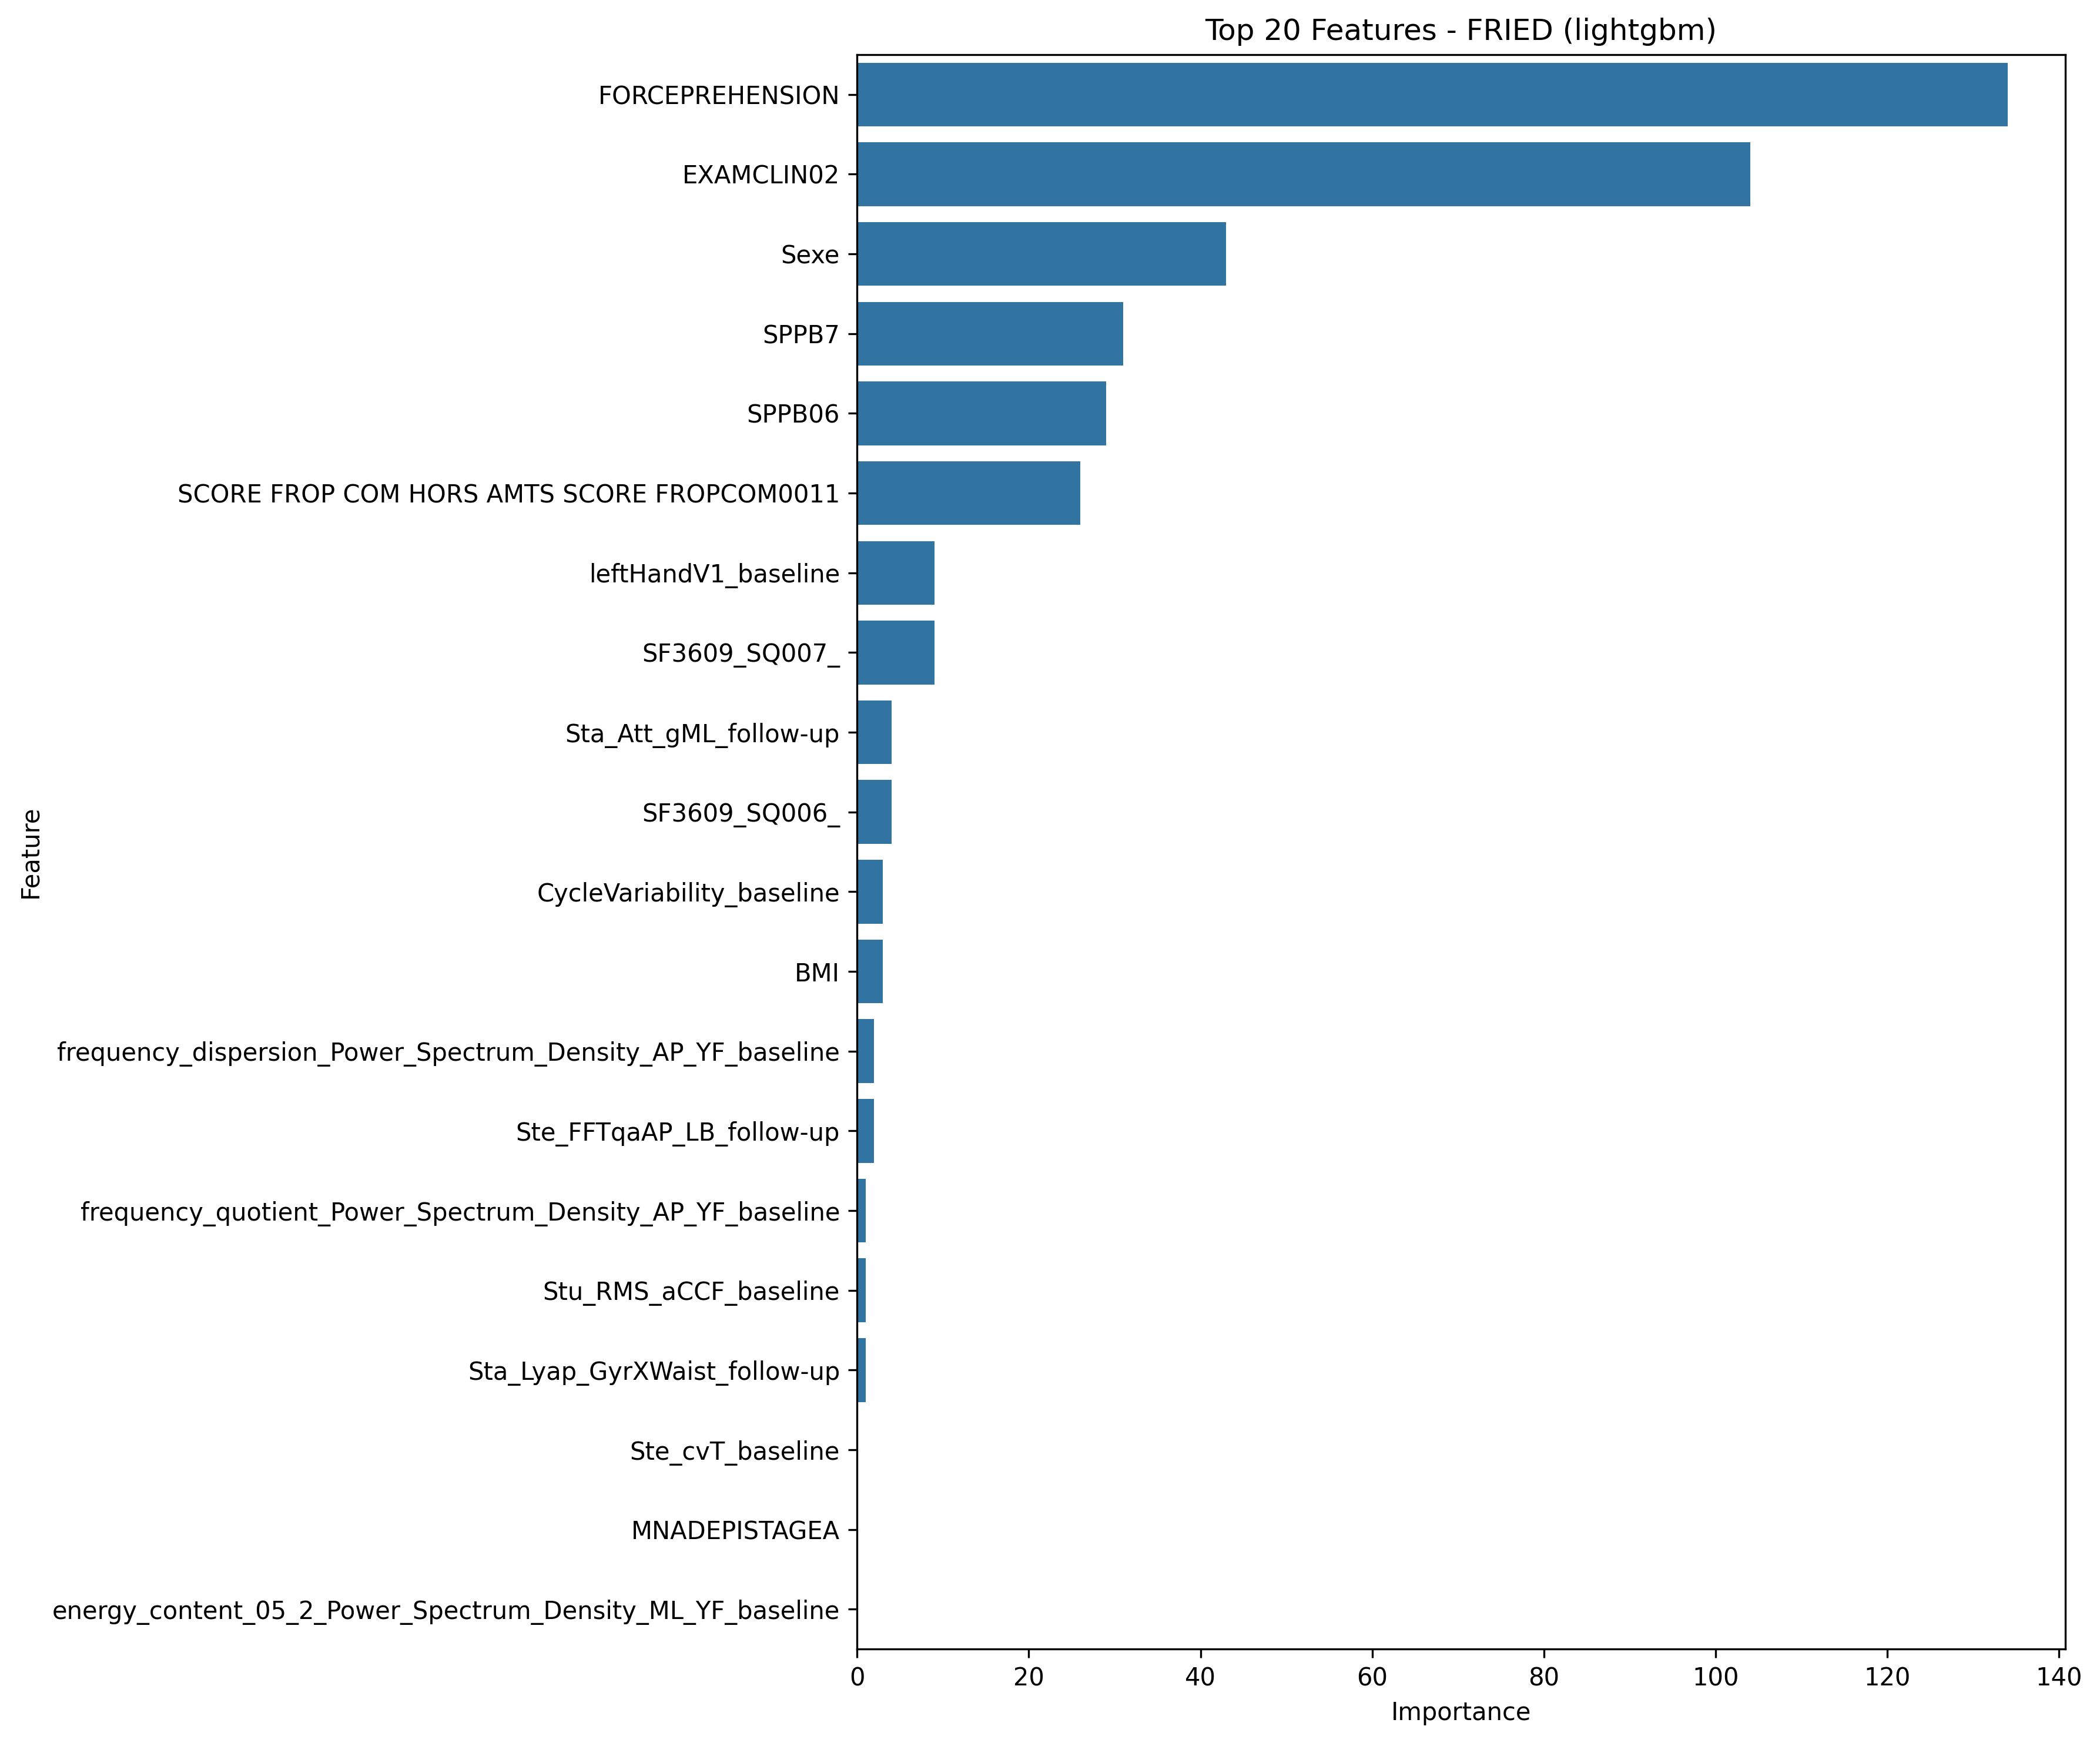 Top 20 Features - FRIED (lightgbm)
FORCEPREHENSION
EXAMCLIN02
Sexe
SPPB7
SPPB06
SCORE FROP COM HORS AMTS SCORE FROPCOM0011
leftHandV1_baseline
SF3609_SQ007_
Sta_Att_gML_follow-up
SF3609_SQ006_
CycleVariability_baseline
BMI
frequency_dispersion_Power_Spectrum_Density_AP_YF_baseline
Ste_FFTqaAP_LB_follow-up
frequency_quotient_Power_Spectrum_Density_AP_YF_baseline
Stu_RMS_aCCF_baseline
Sta_Lyap_GyrXWaist_follow-up
Ste_cvT_baseline
MNADEPISTAGEA
energy_content_05_2_Power_Spectrum_Density_ML_YF_baseline
Feature
0 20 40 60 80 100 120 140
Importance